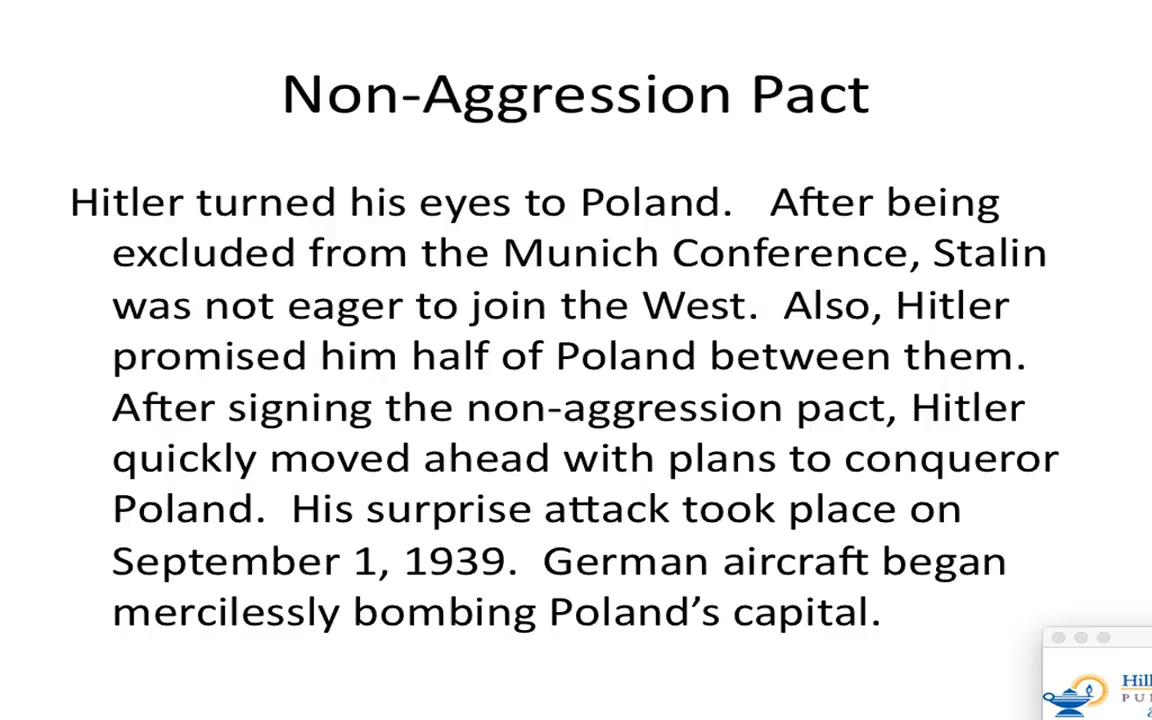 Non-Aggression Pact
Hitler turned his eyes to Poland. After being
excluded from the Munich Conference, Stalin
was not eager to join the West. Also, Hitler
promised him half of Poland between them.
After signing the non-aggression pact, Hitler
quickly moved ahead with plans to conqueror
Poland. His surprise attack took place on
September 1, 1939. German aircraft began
mercilessly bombing Poland’s capital.